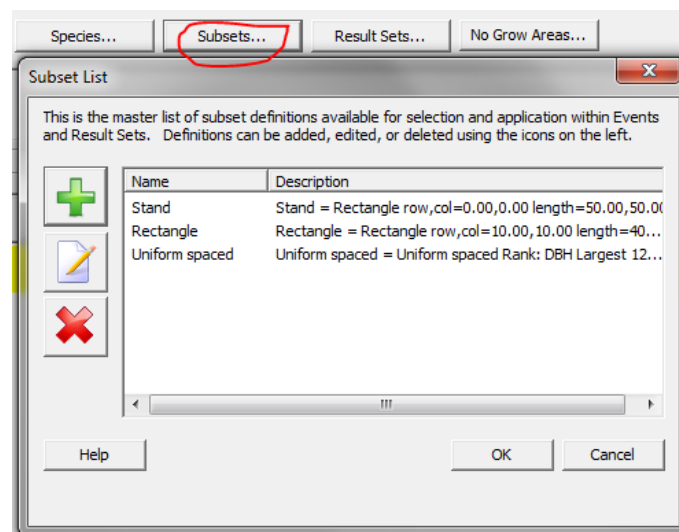 Species... Subsets... Result Sets... No Grow Areas...
Subset List
This is the master list of subset definitions available for selection and application within Events
and Result Sets. Definitions can be added, edited, or deleted using the icons on the left.
Name Description
Stand Stand = Rectangle row,col=0.00,0.00 length=50.00,50.00
Rectangle Rectangle = Rectangle row,col=10.00,10.00 length=40...
Uniform spaced Uniform spaced = Uniform spaced Rank: DBH Largest 12...
Help OK Cancel